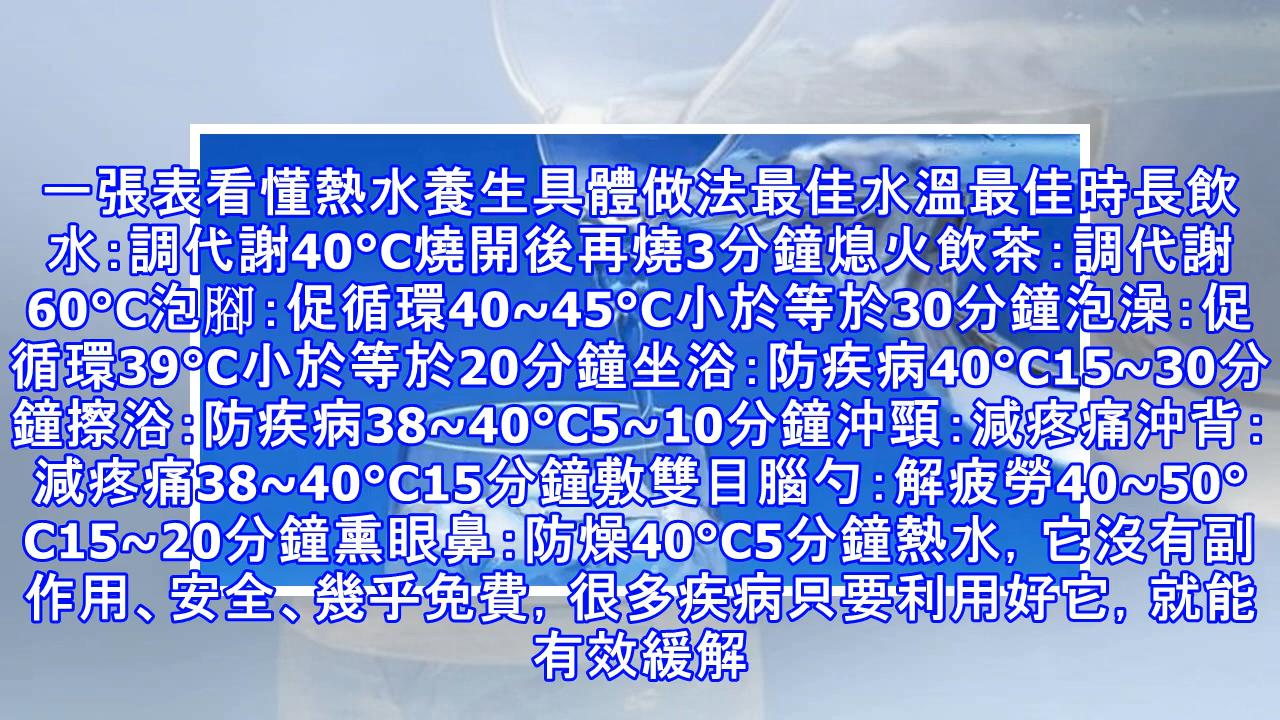 一張表看懂熱水養生具體做法最佳水溫最佳時長飲
水:調代謝40°C燒開後再燒3分鐘熄火飲茶:調代謝
60°C泡腳:促循環40~45°C小於等於30分鐘泡澡:促
循環39°C小於等於20分鐘坐浴:防疾病40°C15~30分
鐘擦浴:防疾病38~40°C5~10分鐘沖頸:減疼痛沖背:
減疼痛38~40°C15分鐘敷雙目腦勺:解疲勞40~50°
C15~20分鐘熏眼鼻:防燥40°C5分鐘熱水, 它沒有副
作用、安全、幾乎免費, 很多疾病只要利用好它, 就能
有效緩解